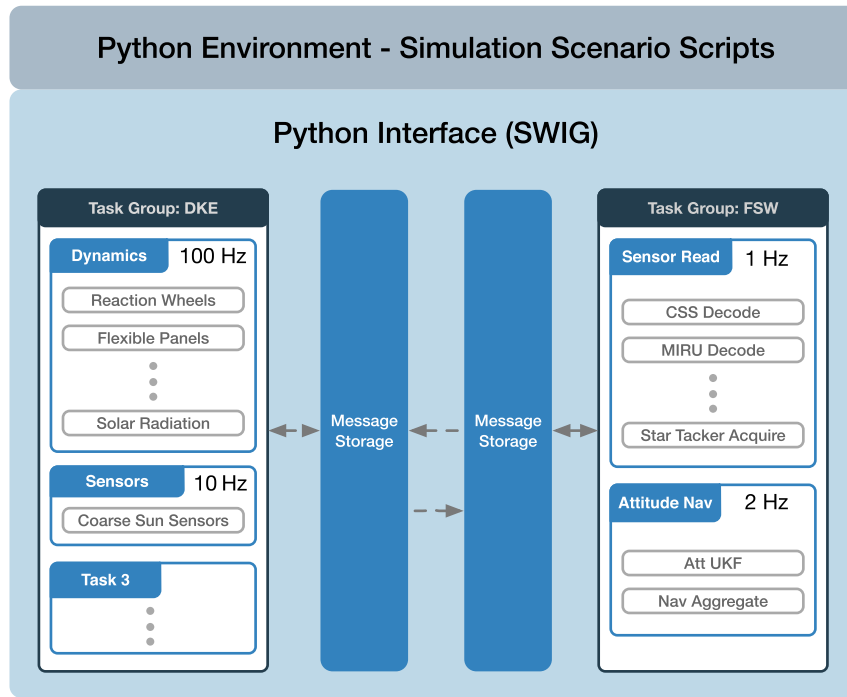 Python Environment - Simulation Scenario Scripts
Python Interface (SWIG)
Task Group: DKE
Dynamics
100 Hz
Reaction Wheels
Flexible Panels
Solar Radiation
Sensors
10 Hz
Coarse Sun Sensors
Task 3
Message
Storage
Message
Storage
Task Group: FSW
Sensor Read
1 Hz
CSS Decode
MIRU Decode
Star Tacker Acquire
Attitude Nav
2 Hz
Att UKF
Nav Aggregate